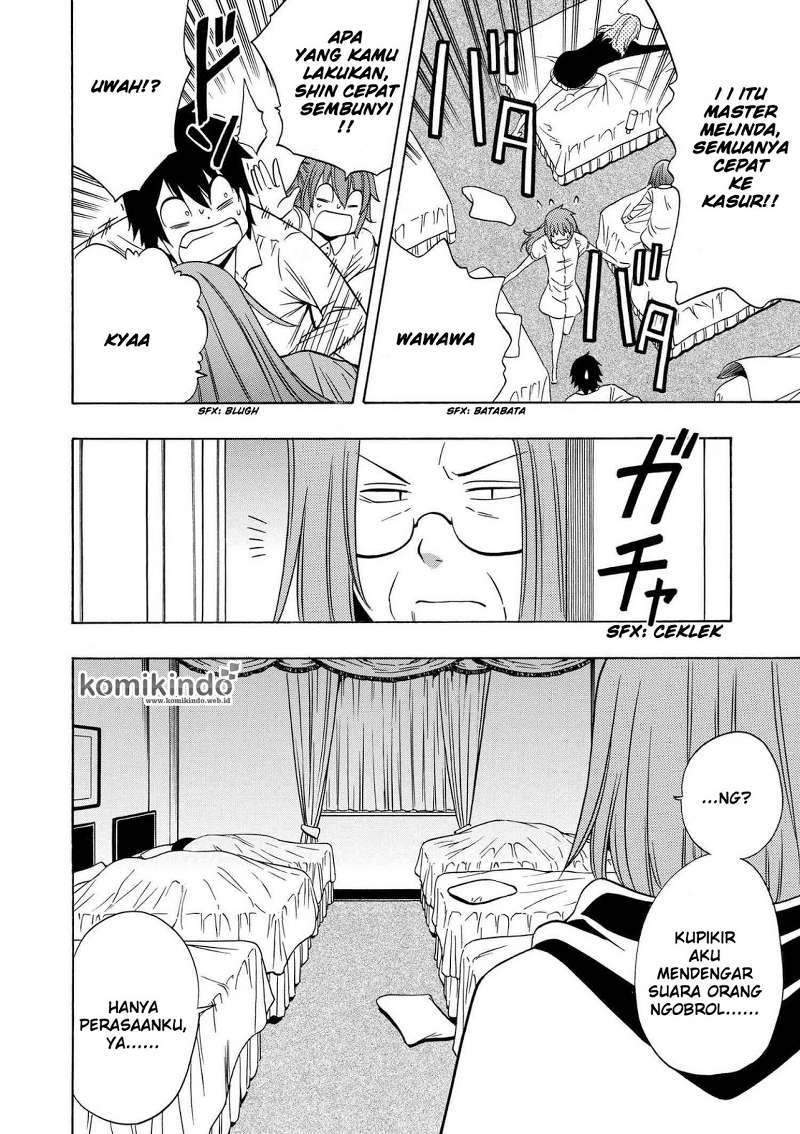 I I ITU
MASTER
MELINDA,
SEMUANYA
CEPAT
KE
KASUR!!
バタ
バタ
WAWAWA
SFX: BATABATA
APA
YANG KAMU
LAKUKAN,
SHIN CEPAT
SEMBUNYI
!!
UWAH!?
ドッ
KYAA
SFX: BLUGH
ガチャ
SFX: CEKLEK
komikindo
www.komikindo.web.id
...NG?
KUPIKIR
AKU
MENDENGAR
SUARA ORANG
NGOBROL......
HANYA
PERASAANKU,
YA......